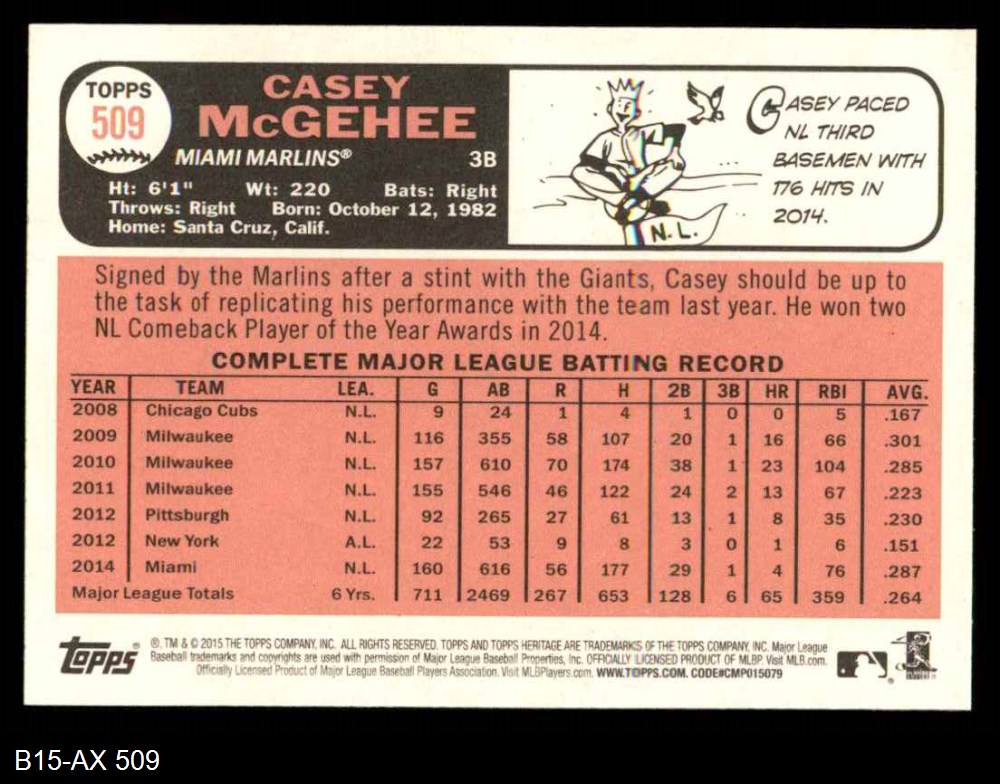 TOPPS
509
CASEY
McGEHEE
MIAMI MARLINS® 3B
Ht: 6'1" Wt: 220 Bats: Right
Throws: Right Born: October 12, 1982
Home: Santa Cruz, Calif.
CASEY PACED
NL THIRD
BASEMEN WITH
176 HITS IN
2014.
N.L.
Signed by the Marlins after a stint with the Giants, Casey should be up to
the task of replicating his performance with the team last year. He won two
NL Comeback Player of the Year Awards in 2014.
COMPLETE MAJOR LEAGUE BATTING RECORD
YEAR TEAM LEA. G AB R H 2B 3B HR RBI AVG.
2008 Chicago Cubs N.L. 9 24 1 4 1 0 0 5 .167
2009 Milwaukee N.L. 116 355 58 107 20 1 16 66 .301
2010 Milwaukee N.L. 157 610 70 174 38 1 23 104 .285
2011 Milwaukee N.L. 155 546 46 122 24 2 13 67 .223
2012 Pittsburgh N.L. 92 265 27 61 13 1 8 35 .230
2012 New York A.L. 22 53 9 8 3 0 1 6 .151
2014 Miami N.L. 160 616 56 177 29 1 4 76 .287
Major League Totals 6 Yrs. 711 2469 267 653 128 6 65 359 .264
TOPPS® ®, TM & © 2015 THE TOPPS COMPANY, INC. ALL RIGHTS RESERVED. TOPPS AND TOPPS HERITAGE ARE TRADEMARKS OF THE TOPPS COMPANY, INC. Major League
Baseball trademarks and copyrights are used with permission of Major League Baseball Properties, Inc. OFFICIALLY LICENSED PRODUCT OF MLBP Visit MLB.com.
Officially Licensed Product of Major League Baseball Players Association. Visit MLBPlayers.com. WWW.TOPPS.COM. CODE#CMP015079
B15-AX 509